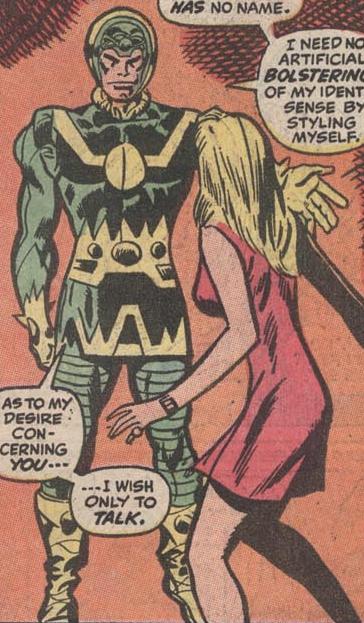 HAS NO NAME.
I NEED NO
ARTIFICIAL
BOLSTERING
OF MY IDENT
SENSE BY
STYLING
MYSELF.
AS TO MY
DESIRE
CON-
CERNING
YOU---
---I WISH
ONLY TO
TALK.